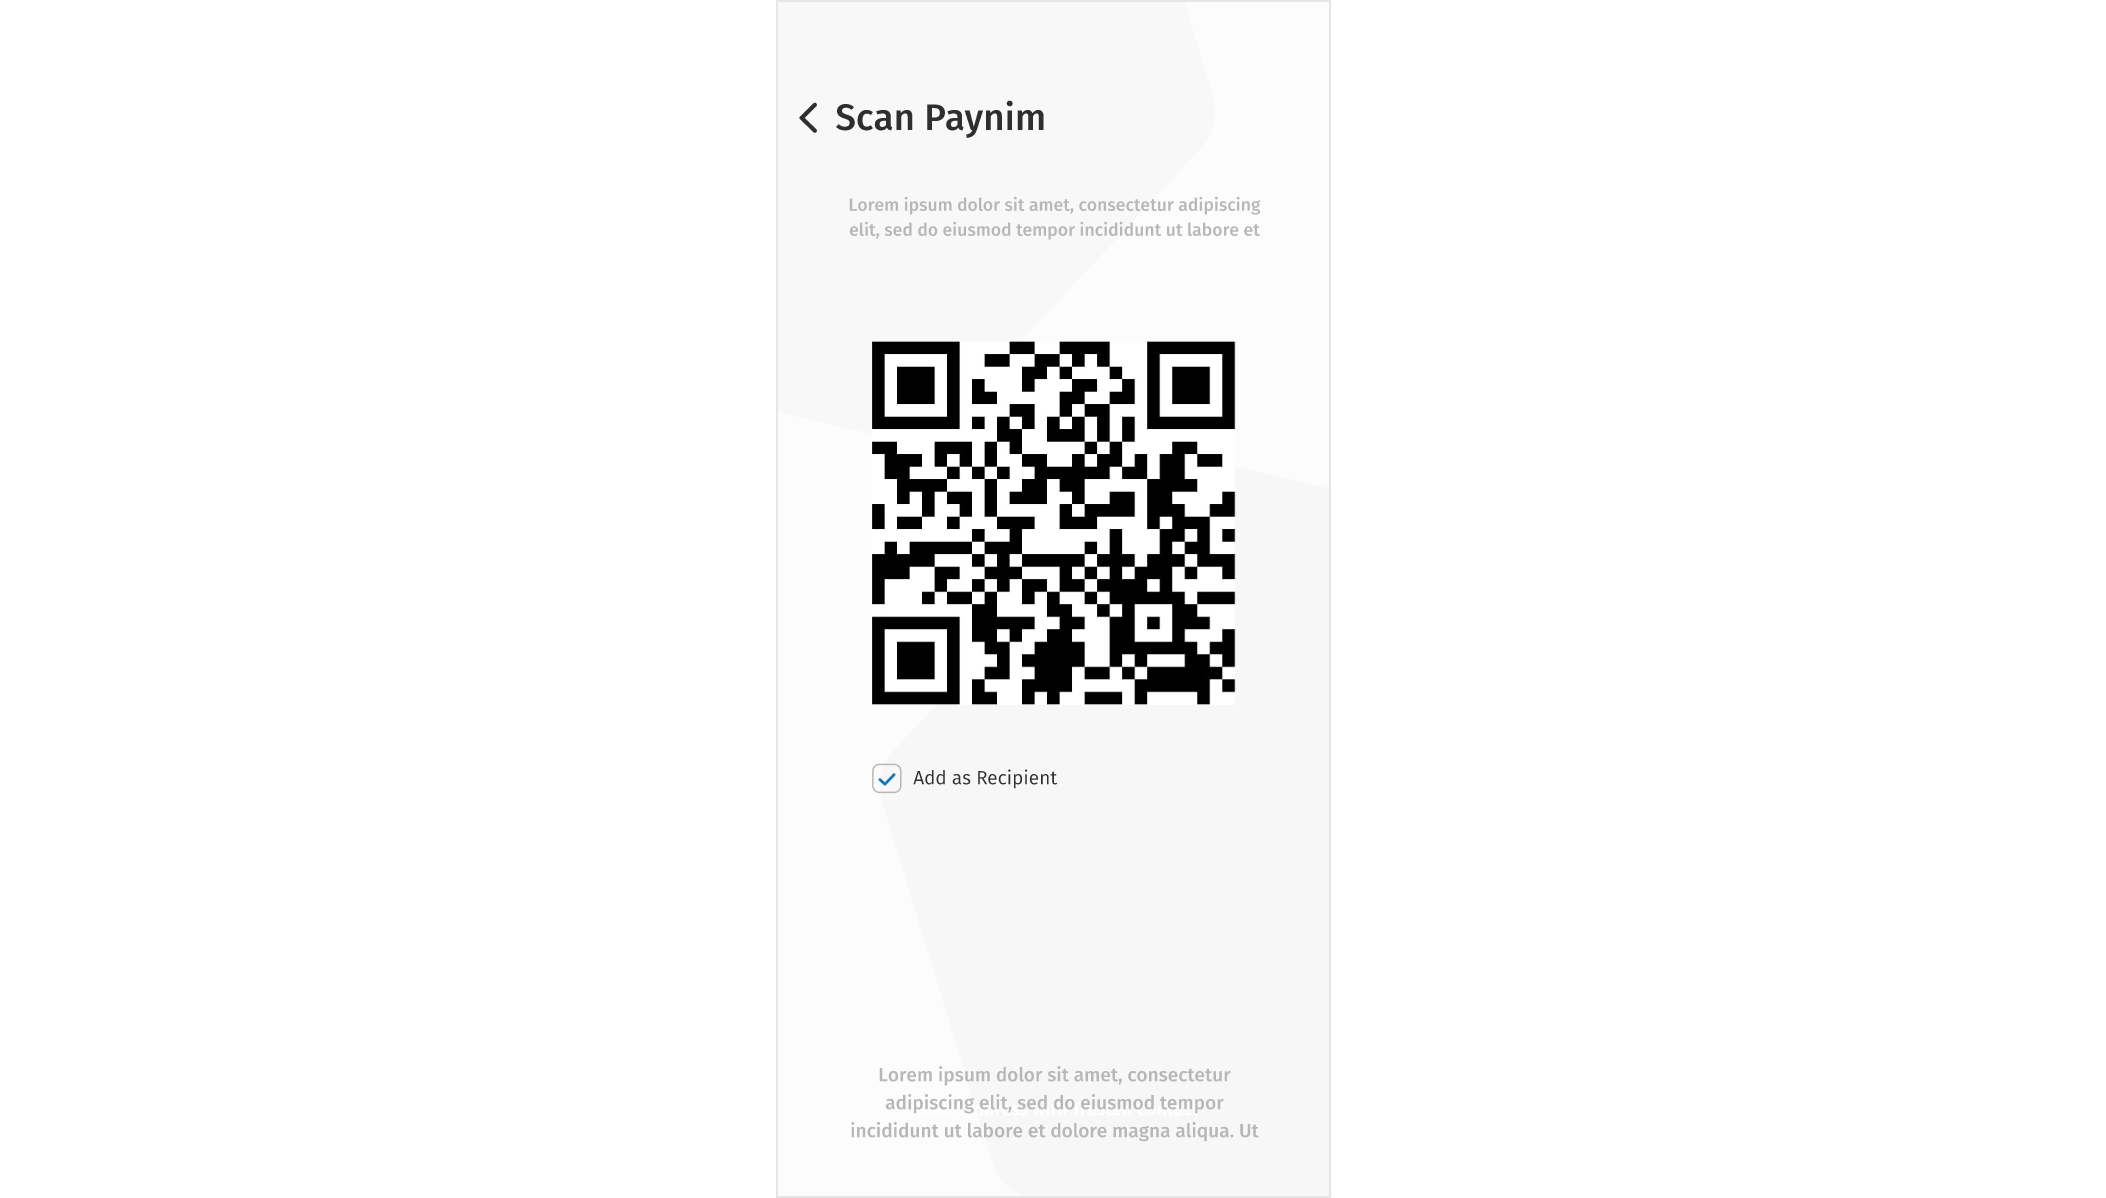 Scan Paynim
Lorem ipsum dolor sit amet, consectetur adipiscing
elit, sed do eiusmod tempor incididunt ut labore et
Add as Recipient
Lorem ipsum dolor sit amet, consectetur
adipiscing elit, sed do eiusmod tempor
incididunt ut labore et dolore magna aliqua. Ut